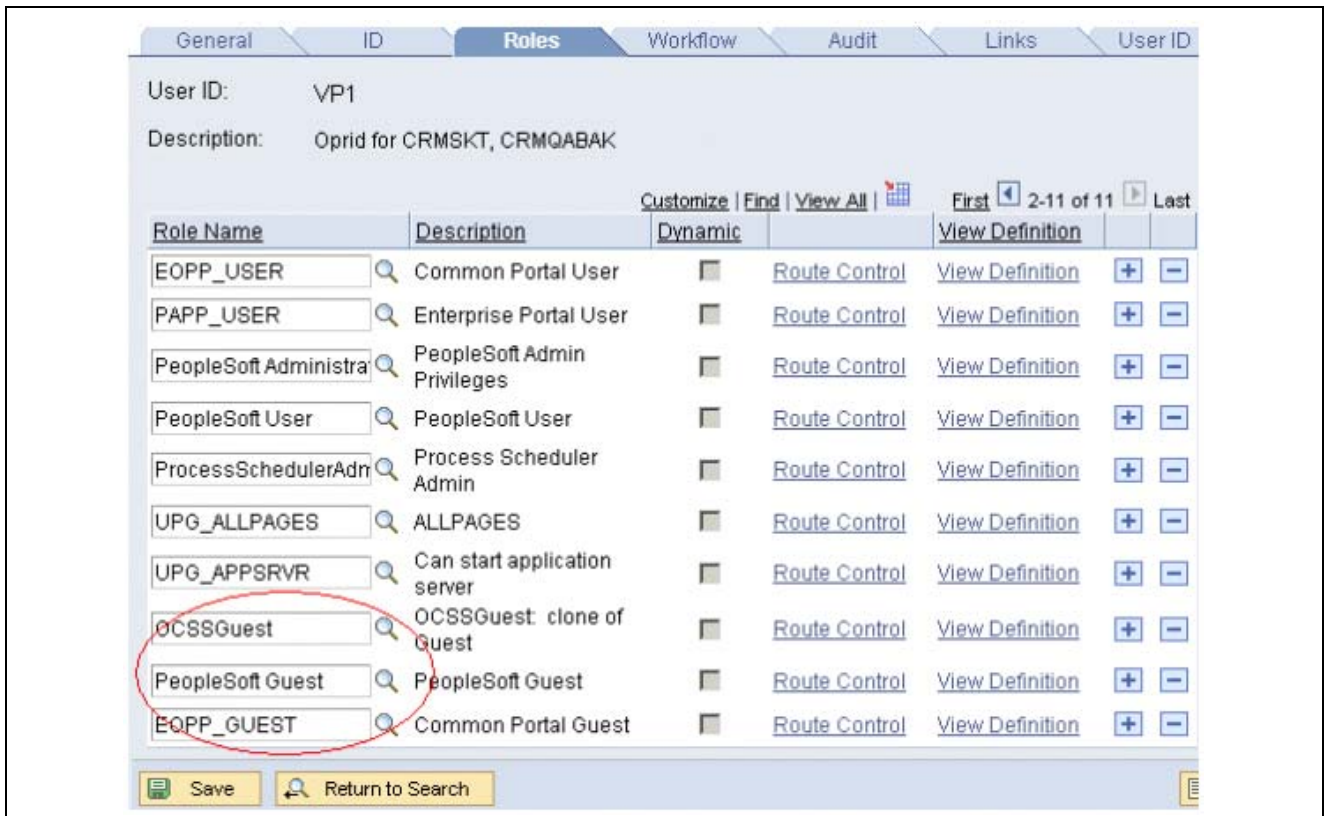 General ID Roles Workflow Audit Links User ID
User ID: VP1
Description: Oprid for CRMSKT, CRMQABAK
Customize | Find | View All | First 2-11 of 11 Last
Role Name Description Dynamic View Definition
EOPP_USER Common Portal User Route Control View Definition + −
PAPP_USER Enterprise Portal User Route Control View Definition + −
PeopleSoft Administra PeopleSoft Admin Route Control View Definition + −
Privileges
PeopleSoft User PeopleSoft User Route Control View Definition + −
ProcessSchedulerAdm Process Scheduler Route Control View Definition + −
Admin
UPG_ALLPAGES ALLPAGES Route Control View Definition + −
UPG_APPSRVR Can start application Route Control View Definition + −
server
OCSSGuest OCSSGuest: clone of Route Control View Definition + −
Guest
PeopleSoft Guest PeopleSoft Guest Route Control View Definition + −
EOPP_GUEST Common Portal Guest Route Control View Definition + −
Save Return to Search